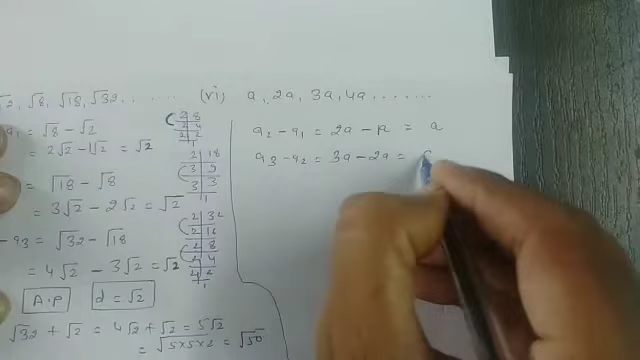 √2, √8, √18, √32 . . . . . .
a₁ = √8 − √2
= 2√2 − 1√2 = √2
= √18 − √8
= 3√2 − 2√2 = √2
− a₃ = √32 − √18
= 4√2 − 3√2 = √2
A.P d = √2
√32 + √2 = 4√2 + √2 = 5√2
= √5×5×2 = √50
2 8
2 4
2 2
1
2 18
3 9
3 3
1
2 32
2 16
2 8
2 4
2 2
1
(vi) a, 2a, 3a, 4a . . . . . . .
a₂ − a₁ = 2a − a = a
a₃ − a₂ = 3a − 2a =